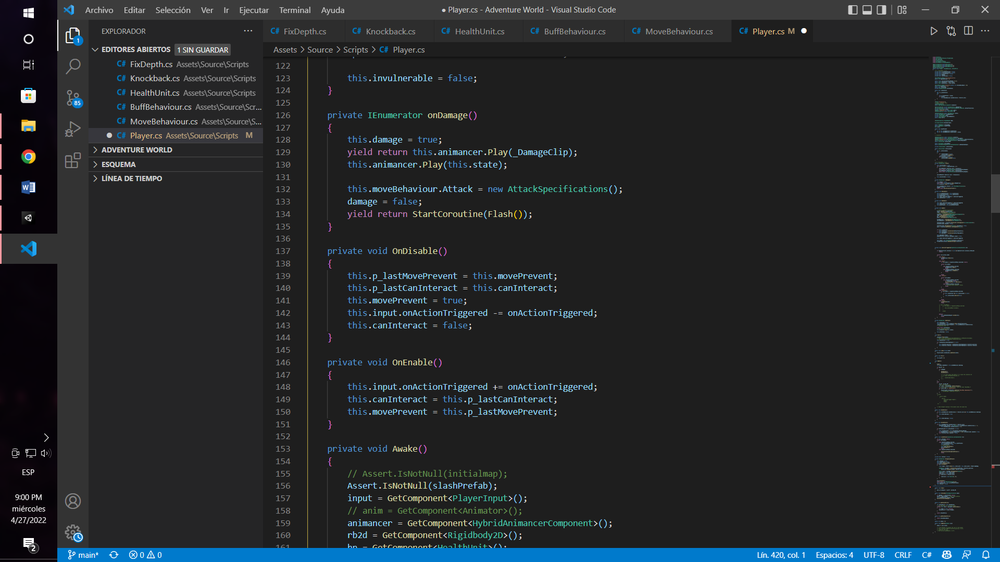 Archivo Editar Selección Ver Ir Ejecutar Terminal Ayuda
● Player.cs - Adventure World - Visual Studio Code
EXPLORADOR
EDITORES ABIERTOS 1 SIN GUARDAR
C# FixDepth.cs Assets\Source\Scripts
C# Knockback.cs Assets\Source\Scripts
C# HealthUnit.cs Assets\Source\Scripts
C# BuffBehaviour.cs Assets\Source\Scr...
C# MoveBehaviour.cs Assets\Source\S...
● C# Player.cs Assets\Source\Scripts M
ADVENTURE WORLD
ESQUEMA
LÍNEA DE TIEMPO
1
85
C# FixDepth.cs C# Knockback.cs C# HealthUnit.cs C# BuffBehaviour.cs C# MoveBehaviour.cs C# Player.cs M ●
Assets > Source > Scripts > C# Player.cs
122
123 this.invulnerable = false;
124 }
125
126 private IEnumerator onDamage()
127 {
128 this.damage = true;
129 yield return this.animancer.Play(_DamageClip);
130 this.animancer.Play(this.state);
131
132 this.moveBehaviour.Attack = new AttackSpecifications();
133 damage = false;
134 yield return StartCoroutine(Flash());
135 }
136
137 private void OnDisable()
138 {
139 this.p_lastMovePrevent = this.movePrevent;
140 this.p_lastCanInteract = this.canInteract;
141 this.movePrevent = true;
142 this.input.onActionTriggered -= onActionTriggered;
143 this.canInteract = false;
144 }
145
146 private void OnEnable()
147 {
148 this.input.onActionTriggered += onActionTriggered;
149 this.canInteract = this.p_lastCanInteract;
150 this.movePrevent = this.p_lastMovePrevent;
151 }
152
153 private void Awake()
154 {
155 // Assert.IsNotNull(initialmap);
156 Assert.IsNotNull(slashPrefab);
157 input = GetComponent<PlayerInput>();
158 // anim = GetComponent<Animator>();
159 animancer = GetComponent<HybridAnimancerComponent>();
160 rb2d = GetComponent<Rigidbody2D>();
161 hp = GetComponent<HealthUnit>();
ESP
9:00 PM
miércoles
4/27/2022
2
main* 0 0
Lín. 420, col. 1 Espacios: 4 UTF-8 CRLF C#